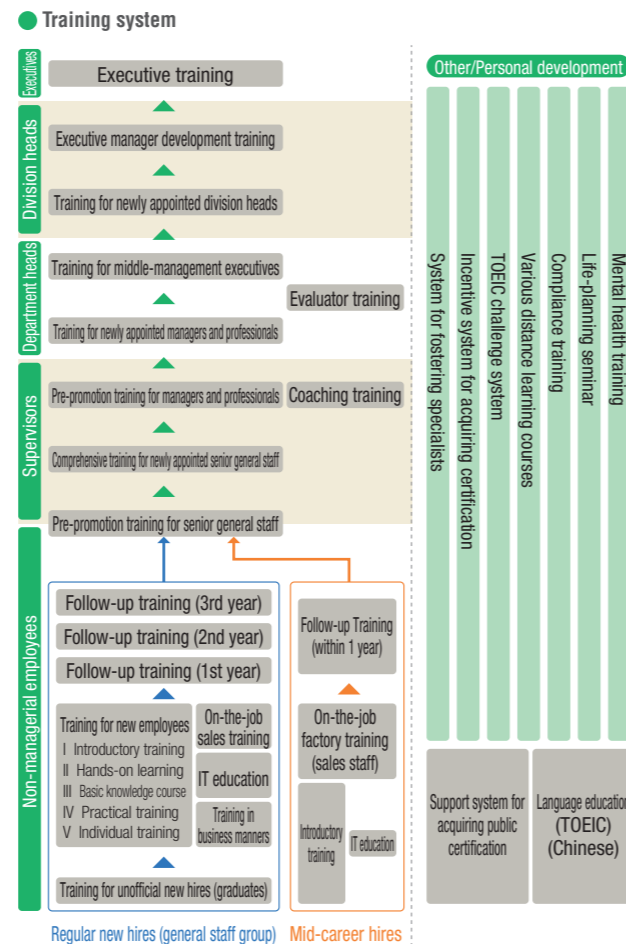 Training system
Executives
Executive training
Division heads
Executive manager development training
Training for newly appointed division heads
Department heads
Training for middle-management executives
Evaluator training
Training for newly appointed managers and professionals
Supervisors
Pre-promotion training for managers and professionals
Coaching training
Comprehensive training for newly appointed senior general staff
Pre-promotion training for senior general staff
Non-managerial employees
Follow-up training (3rd year)
Follow-up training (2nd year)
Follow-up training (1st year)
Training for new employees
I Introductory training
II Hands-on learning
III Basic knowledge course
IV Practical training
V Individual training
On-the-job
sales training
IT education
Training in
business manners
Training for unofficial new hires (graduates)
Regular new hires (general staff group)
Follow-up Training
(within 1 year)
On-the-job
factory training
(sales staff)
Introductory
training
IT education
Mid-career hires
Other/Personal development
System for fostering specialists
Incentive system for acquiring certification
TOEIC challenge system
Various distance learning courses
Compliance training
Life-planning seminar
Mental health training
Support system for
acquiring public
certification
Language education
(TOEIC)
(Chinese)